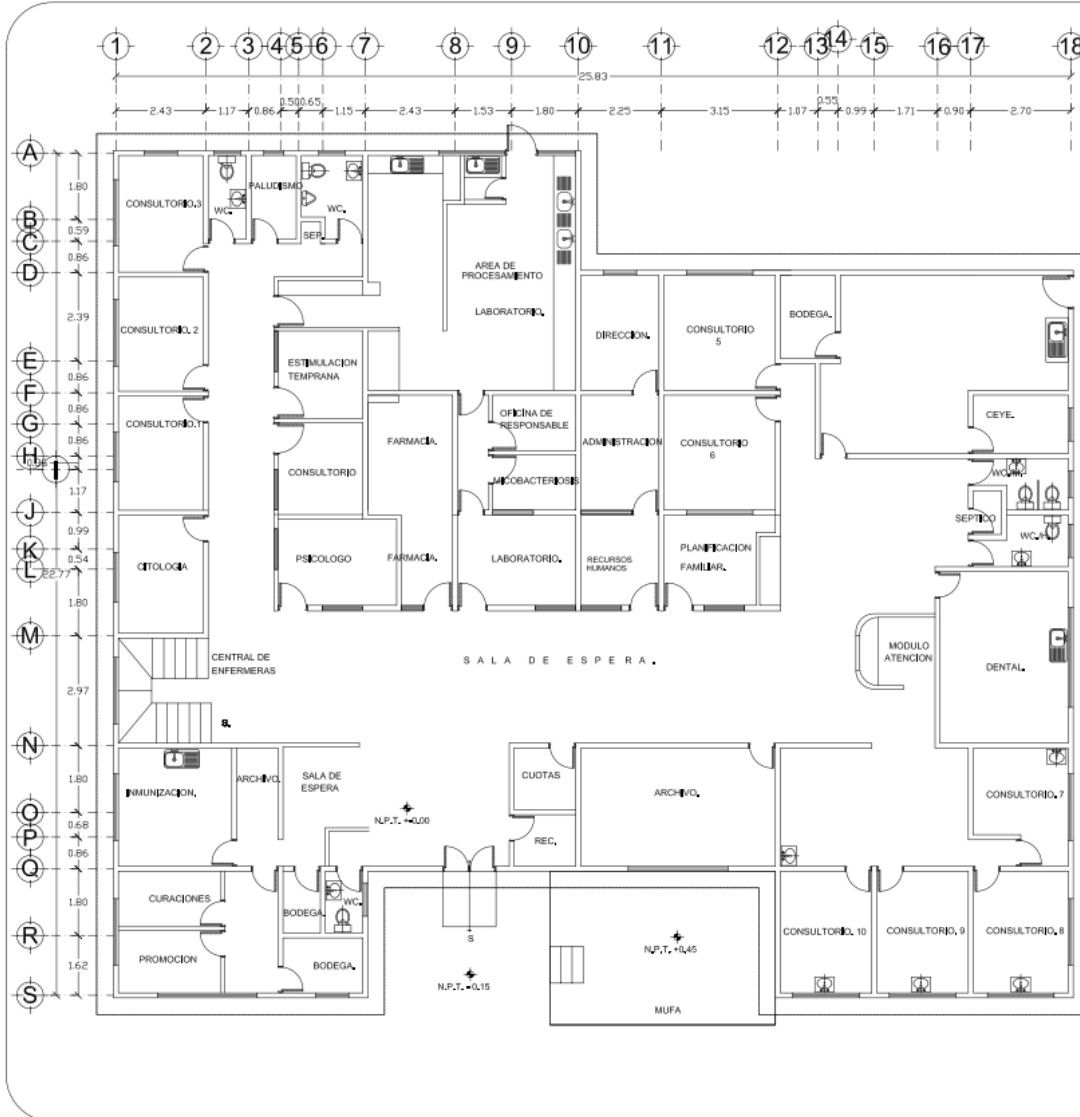 1 2 3 4 5 6 7 8 9 10 11 12 13 14 15 16 17 18
25.83
2.43 1.17 0.86 0.50 0.65 1.15 2.43 1.53 1.80 2.25 3.15 1.07 0.55 0.99 1.71 0.90 2.70
A
1.80
B
0.59
C
0.86
D
2.39
E
0.86
F
0.86
G
0.86
H
I
1.17
J
0.99
K
0.54
L
22.77
1.80
M
2.97
N
1.80
O
0.68
P
0.86
Q
1.80
R
1.62
S
CONSULTORIO.3
WC.
PALUDISMO
WC.
SEP.
AREA DE
PROCESAMIENTO
LABORATORIO.
CONSULTORIO. 2
ESTIMULACION
TEMPRANA
DIRECCION.
CONSULTORIO
5
BODEGA.
CONSULTORIO.1
CONSULTORIO
FARMACIA.
OFICINA DE
RESPONSABLE
MICOBACTERIOSIS
ADMINISTRACION
CONSULTORIO
6
CEYE.
WC./M.
SEPTICO
WC./H.
CITOLOGIA
PSICOLOGO
FARMACIA.
LABORATORIO.
RECURSOS
HUMANOS
PLANIFICACION
FAMILIAR.
CENTRAL DE
ENFERMERAS
S.
SALA DE ESPERA.
MODULO
ATENCION
DENTAL.
INMUNIZACION.
ARCHIVO.
SALA DE
ESPERA
N.P.T. +-0.00
CUOTAS
REC.
ARCHIVO.
CONSULTORIO. 7
CURACIONES
BODEGA.
WC.
PROMOCION
BODEGA.
S
N.P.T. -0.15
N.P.T. +0.45
MUFA
CONSULTORIO. 10
CONSULTORIO. 9
CONSULTORIO. 8